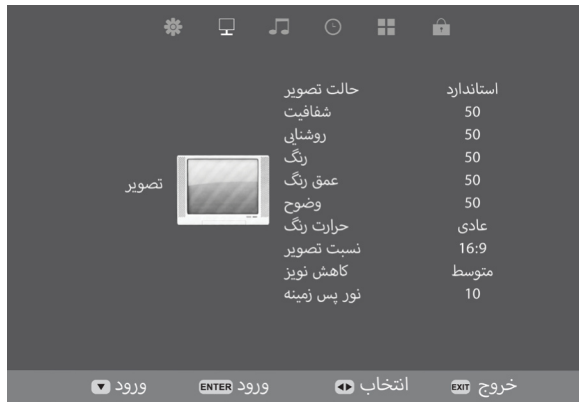 حالت تصویر استاندارد
شفافیت 50
روشنایی 50
رنگ 50
تصویر
عمق رنگ 50
وضوح 50
حرارت رنگ عادی
نسبت تصویر 16:9
کاهش نویز متوسط
نور پس زمینه 10
خروج EXIT انتخاب ورود ENTER ورود